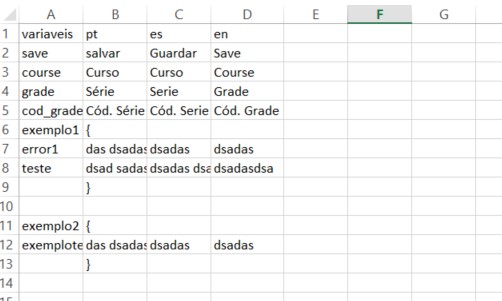 A B C D E F G
1 variaveis pt es en
2 save salvar Guardar Save
3 course Curso Curso Course
4 grade Série Serie Grade
5 cod_grade Cód. Série Cód. Serie Cód. Grade
6 exemplo1 {
7 error1 das dsadas dsadas dsadas
8 teste dsad sadas dsadas dsa dsadasdsa
9 }
10
11 exemplo2 {
12 exemplote das dsadas dsadas dsadas
13 }
14